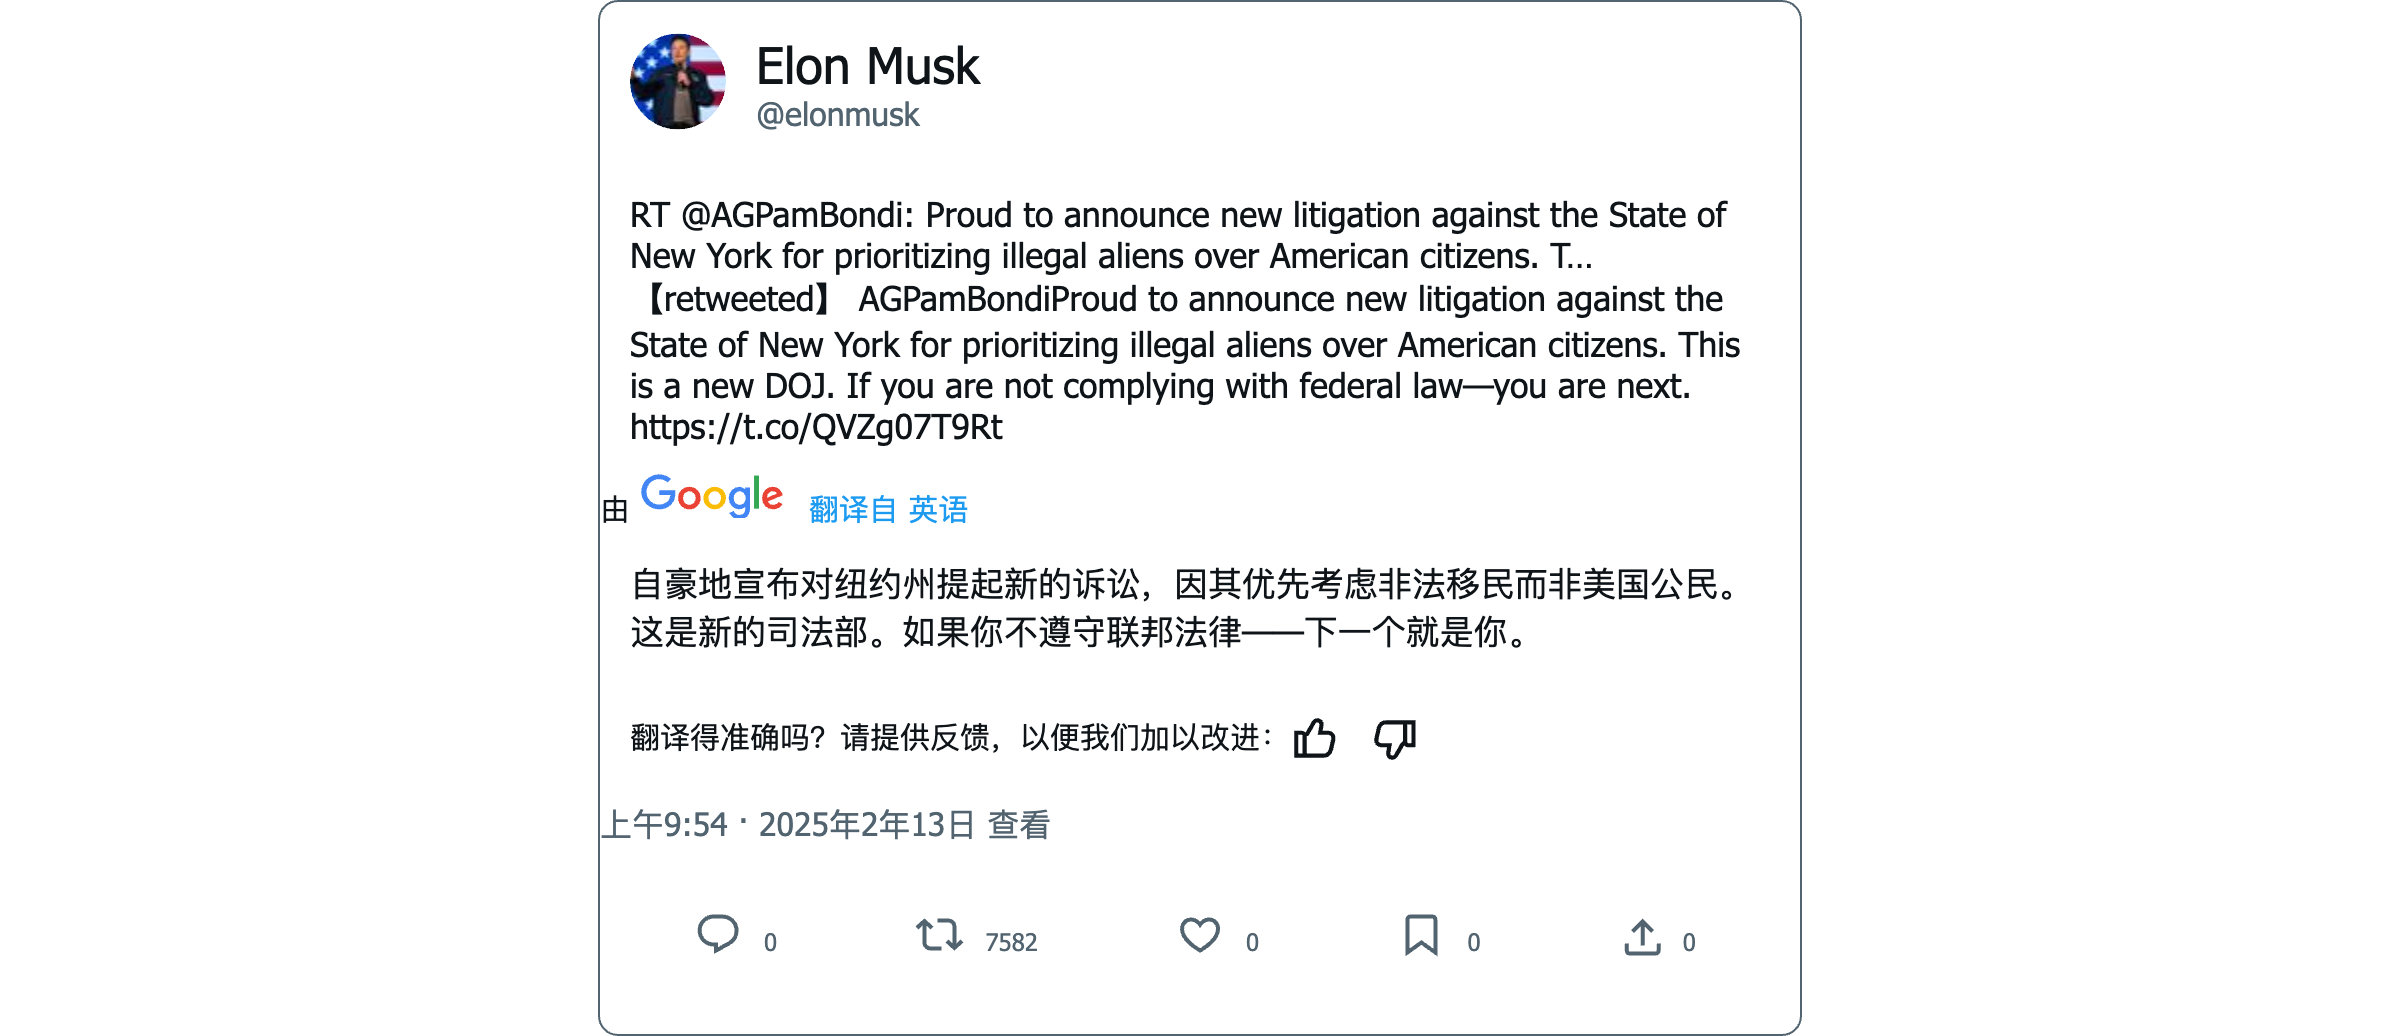 Elon Musk
@elonmusk
RT @AGPamBondi: Proud to announce new litigation against the State of
New York for prioritizing illegal aliens over American citizens. T…
【retweeted】 AGPamBondiProud to announce new litigation against the
State of New York for prioritizing illegal aliens over American citizens. This
is a new DOJ. If you are not complying with federal law—you are next.
https://t.co/QVZg07T9Rt
由 Google 翻译自 英语
自豪地宣布对纽约州提起新的诉讼，因其优先考虑非法移民而非美国公民。
这是新的司法部。如果你不遵守联邦法律——下一个就是你。
翻译得准确吗？请提供反馈，以便我们加以改进：
上午9:54 · 2025年2年13日 查看
0 7582 0 0 0